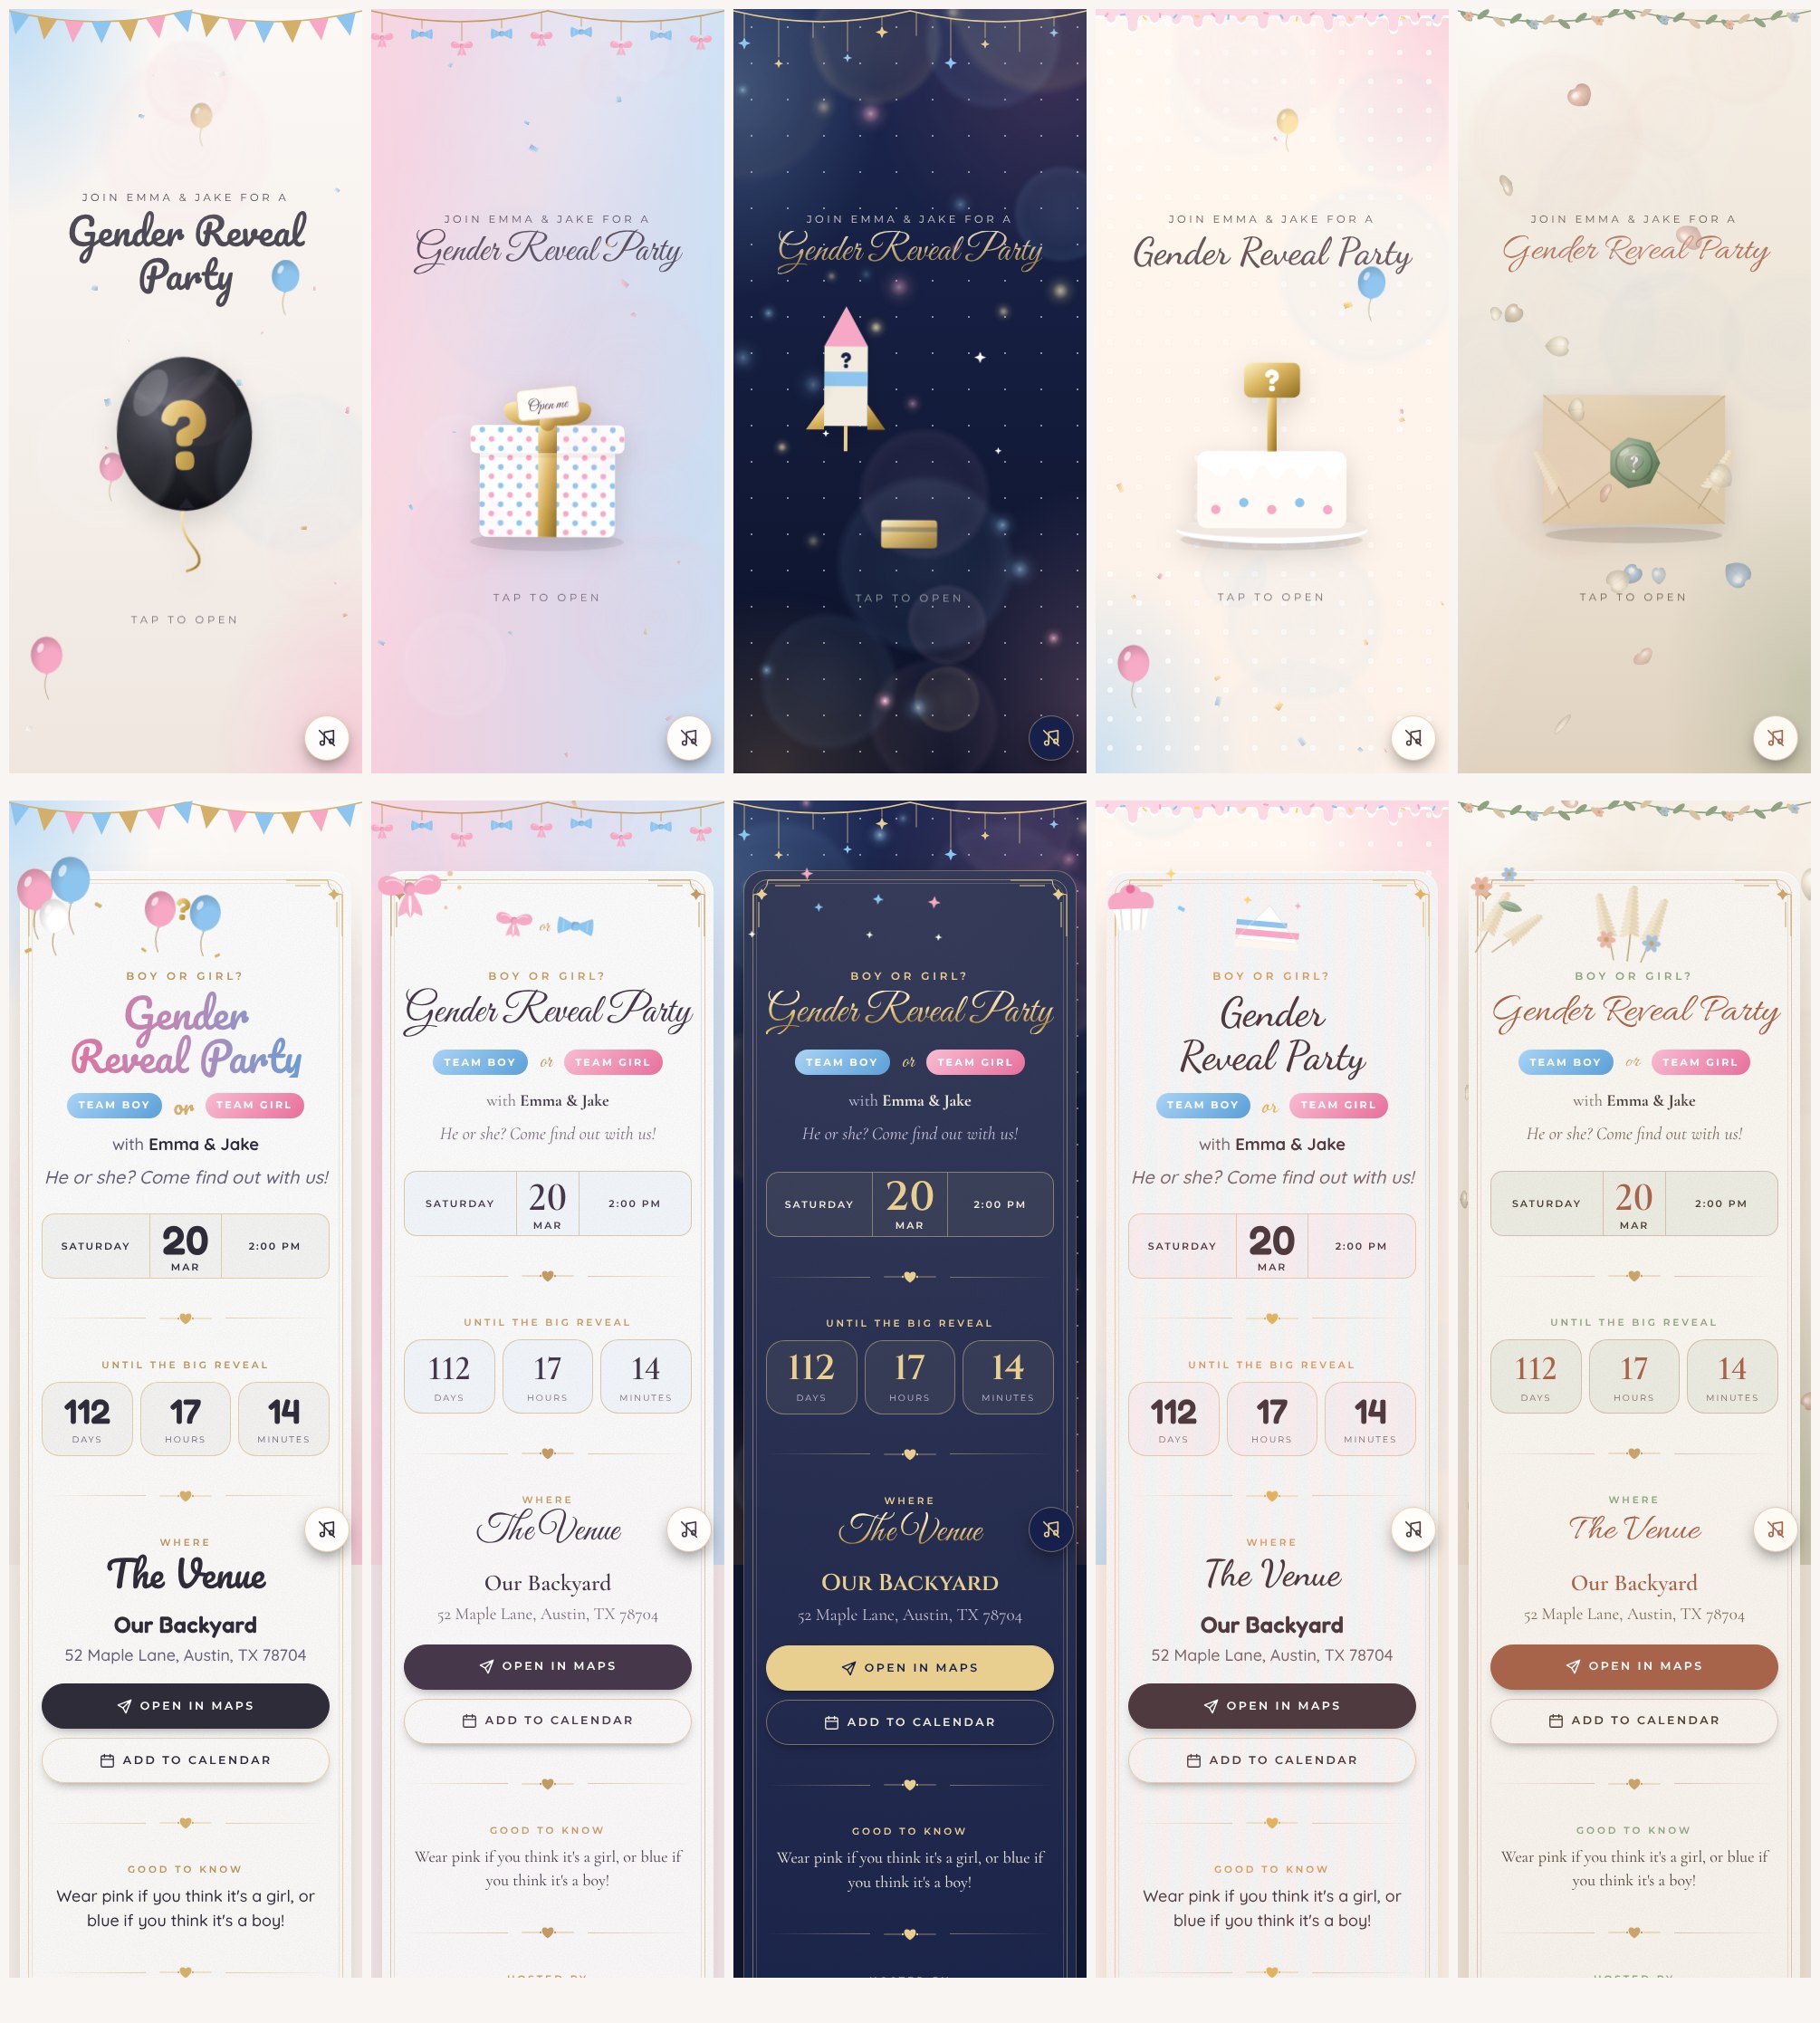 JOIN EMMA & JAKE FOR A
Gender Reveal
Party
?
TAP TO OPEN
JOIN EMMA & JAKE FOR A
Gender Reveal Party
Open me
TAP TO OPEN
JOIN EMMA & JAKE FOR A
Gender Reveal Party
?
TAP TO OPEN
JOIN EMMA & JAKE FOR A
Gender Reveal Party
?
TAP TO OPEN
JOIN EMMA & JAKE FOR A
Gender Reveal Party
?
TAP TO OPEN
?
BOY OR GIRL?
Gender
Reveal Party
TEAM BOY or TEAM GIRL
with Emma & Jake
He or she? Come find out with us!
SATURDAY 20 MAR 2:00 PM
UNTIL THE BIG REVEAL
112 17 14
DAYS HOURS MINUTES
WHERE
The Venue
Our Backyard
52 Maple Lane, Austin, TX 78704
OPEN IN MAPS
ADD TO CALENDAR
GOOD TO KNOW
Wear pink if you think it's a girl, or
blue if you think it's a boy!
or
BOY OR GIRL?
Gender Reveal Party
TEAM BOY or TEAM GIRL
with Emma & Jake
He or she? Come find out with us!
SATURDAY 20 MAR 2:00 PM
UNTIL THE BIG REVEAL
112 17 14
DAYS HOURS MINUTES
WHERE
The Venue
Our Backyard
52 Maple Lane, Austin, TX 78704
OPEN IN MAPS
ADD TO CALENDAR
GOOD TO KNOW
Wear pink if you think it's a girl, or blue if
you think it's a boy!
HOSTED BY
BOY OR GIRL?
Gender Reveal Party
TEAM BOY or TEAM GIRL
with Emma & Jake
He or she? Come find out with us!
SATURDAY 20 MAR 2:00 PM
UNTIL THE BIG REVEAL
112 17 14
DAYS HOURS MINUTES
WHERE
The Venue
OUR BACKYARD
52 Maple Lane, Austin, TX 78704
OPEN IN MAPS
ADD TO CALENDAR
GOOD TO KNOW
Wear pink if you think it's a girl, or blue if
you think it's a boy!
BOY OR GIRL?
Gender
Reveal Party
TEAM BOY or TEAM GIRL
with Emma & Jake
He or she? Come find out with us!
SATURDAY 20 MAR 2:00 PM
UNTIL THE BIG REVEAL
112 17 14
DAYS HOURS MINUTES
WHERE
The Venue
Our Backyard
52 Maple Lane, Austin, TX 78704
OPEN IN MAPS
ADD TO CALENDAR
GOOD TO KNOW
Wear pink if you think it's a girl, or
blue if you think it's a boy!
BOY OR GIRL?
Gender Reveal Party
TEAM BOY or TEAM GIRL
with Emma & Jake
He or she? Come find out with us!
SATURDAY 20 MAR 2:00 PM
UNTIL THE BIG REVEAL
112 17 14
DAYS HOURS MINUTES
WHERE
The Venue
Our Backyard
52 Maple Lane, Austin, TX 78704
OPEN IN MAPS
ADD TO CALENDAR
GOOD TO KNOW
Wear pink if you think it's a girl, or blue if
you think it's a boy!
HOSTED BY